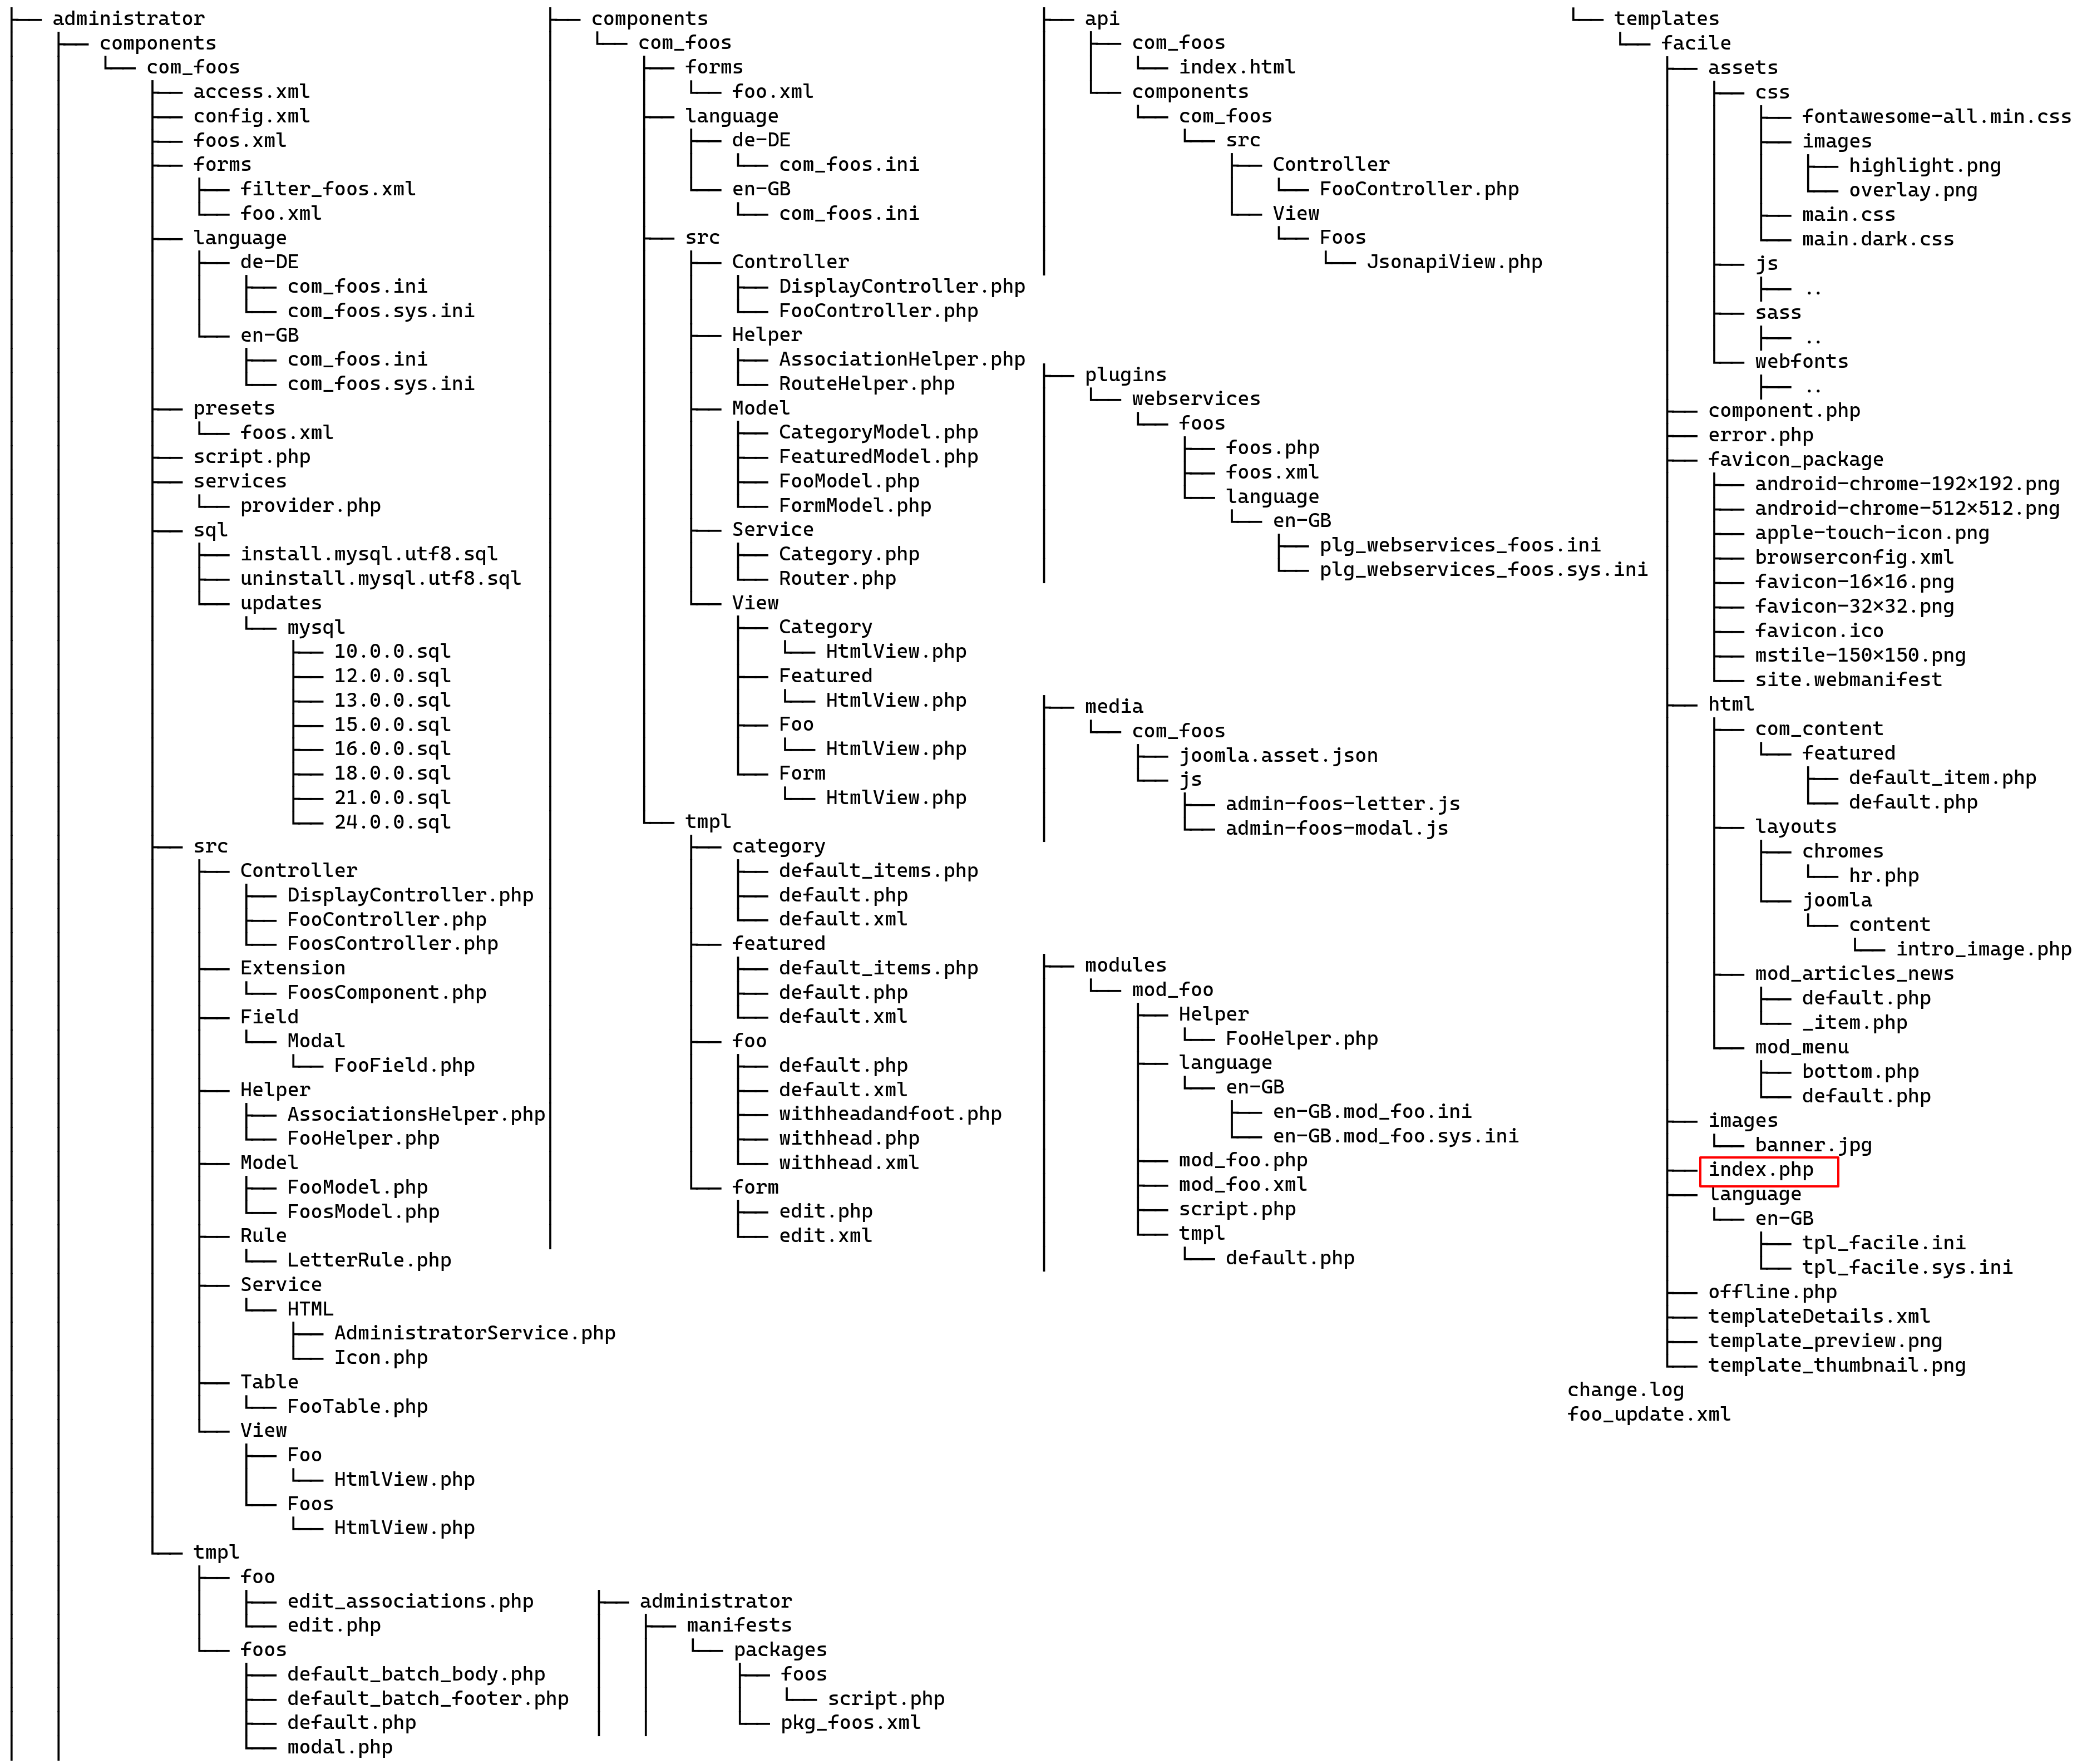 administrator
components
com_foos
access.xml
config.xml
foos.xml
forms
filter_foos.xml
foo.xml
language
de-DE
com_foos.ini
com_foos.sys.ini
en-GB
com_foos.ini
com_foos.sys.ini
presets
foos.xml
script.php
services
provider.php
sql
install.mysql.utf8.sql
uninstall.mysql.utf8.sql
updates
mysql
10.0.0.sql
12.0.0.sql
13.0.0.sql
15.0.0.sql
16.0.0.sql
18.0.0.sql
21.0.0.sql
24.0.0.sql
src
Controller
DisplayController.php
FooController.php
FoosController.php
Extension
FoosComponent.php
Field
Modal
FooField.php
Helper
AssociationsHelper.php
FooHelper.php
Model
FooModel.php
FoosModel.php
Rule
LetterRule.php
Service
HTML
AdministratorService.php
Icon.php
Table
FooTable.php
View
Foo
HtmlView.php
Foos
HtmlView.php
tmpl
foo
edit_associations.php
edit.php
foos
default_batch_body.php
default_batch_footer.php
default.php
modal.php
components
com_foos
forms
foo.xml
language
de-DE
com_foos.ini
en-GB
com_foos.ini
src
Controller
DisplayController.php
FooController.php
Helper
AssociationHelper.php
RouteHelper.php
Model
CategoryModel.php
FeaturedModel.php
FooModel.php
FormModel.php
Service
Category.php
Router.php
View
Category
HtmlView.php
Featured
HtmlView.php
Foo
HtmlView.php
Form
HtmlView.php
tmpl
category
default_items.php
default.php
default.xml
featured
default_items.php
default.php
default.xml
foo
default.php
default.xml
withheadandfoot.php
withhead.php
withhead.xml
form
edit.php
edit.xml
administrator
manifests
packages
foos
script.php
pkg_foos.xml
api
com_foos
index.html
components
com_foos
src
Controller
FooController.php
View
Foos
JsonapiView.php
plugins
webservices
foos
foos.php
foos.xml
language
en-GB
plg_webservices_foos.ini
plg_webservices_foos.sys.ini
media
com_foos
joomla.asset.json
js
admin-foos-letter.js
admin-foos-modal.js
modules
mod_foo
Helper
FooHelper.php
language
en-GB
en-GB.mod_foo.ini
en-GB.mod_foo.sys.ini
mod_foo.php
mod_foo.xml
script.php
tmpl
default.php
templates
facile
assets
css
fontawesome-all.min.css
images
highlight.png
overlay.png
main.css
main.dark.css
js
..
sass
..
webfonts
..
component.php
error.php
favicon_package
android-chrome-192×192.png
android-chrome-512×512.png
apple-touch-icon.png
browserconfig.xml
favicon-16×16.png
favicon-32×32.png
favicon.ico
mstile-150×150.png
site.webmanifest
html
com_content
featured
default_item.php
default.php
layouts
chromes
hr.php
joomla
content
intro_image.php
mod_articles_news
default.php
_item.php
mod_menu
bottom.php
default.php
images
banner.jpg
index.php
language
en-GB
tpl_facile.ini
tpl_facile.sys.ini
offline.php
templateDetails.xml
template_preview.png
template_thumbnail.png
change.log
foo_update.xml